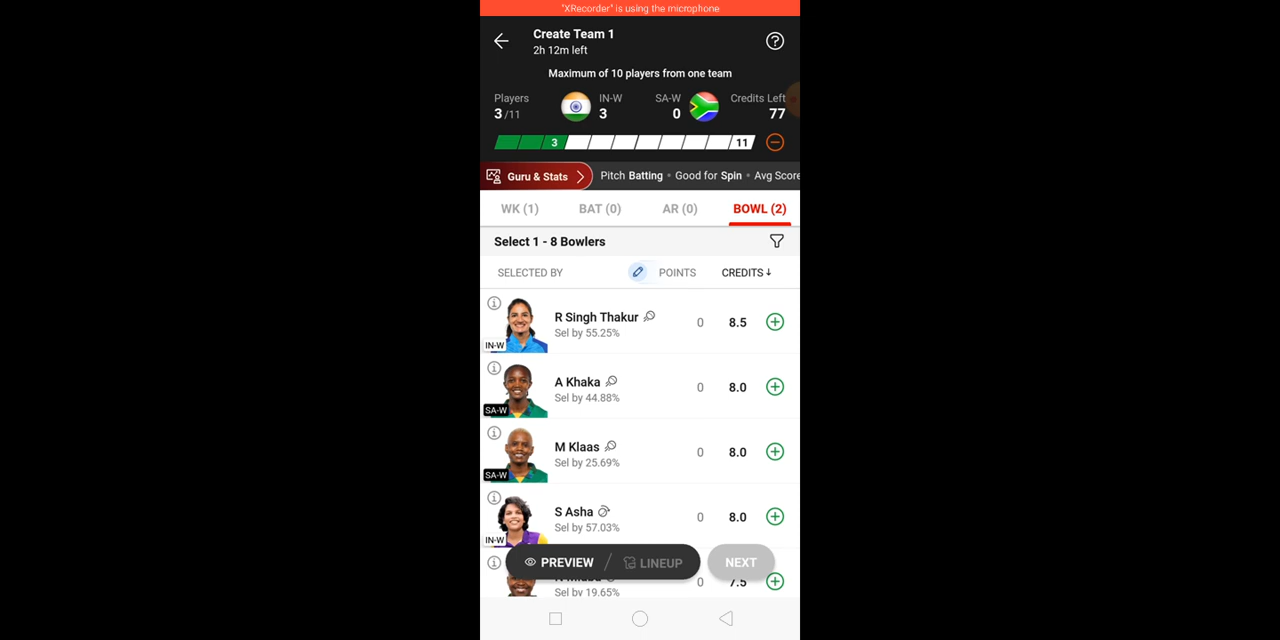 "XRecorder" is using the microphone
Create Team 1
2h 12m left
Maximum of 10 players from one team
Players IN-W SA-W Credits Left
3 /11 3 0 77
3 11
Guru & Stats Pitch Batting • Good for Spin • Avg Score
WK (1) BAT (0) AR (0) BOWL (2)
Select 1 - 8 Bowlers
SELECTED BY POINTS CREDITS↓
R Singh Thakur
Sel by 55.25%
0 8.5
IN-W
A Khaka
Sel by 44.88%
0 8.0
SA-W
M Klaas
Sel by 25.69%
0 8.0
SA-W
S Asha
Sel by 57.03%
0 8.0
IN-W
PREVIEW / LINEUP NEXT
0 7.5
Sel by 19.65%